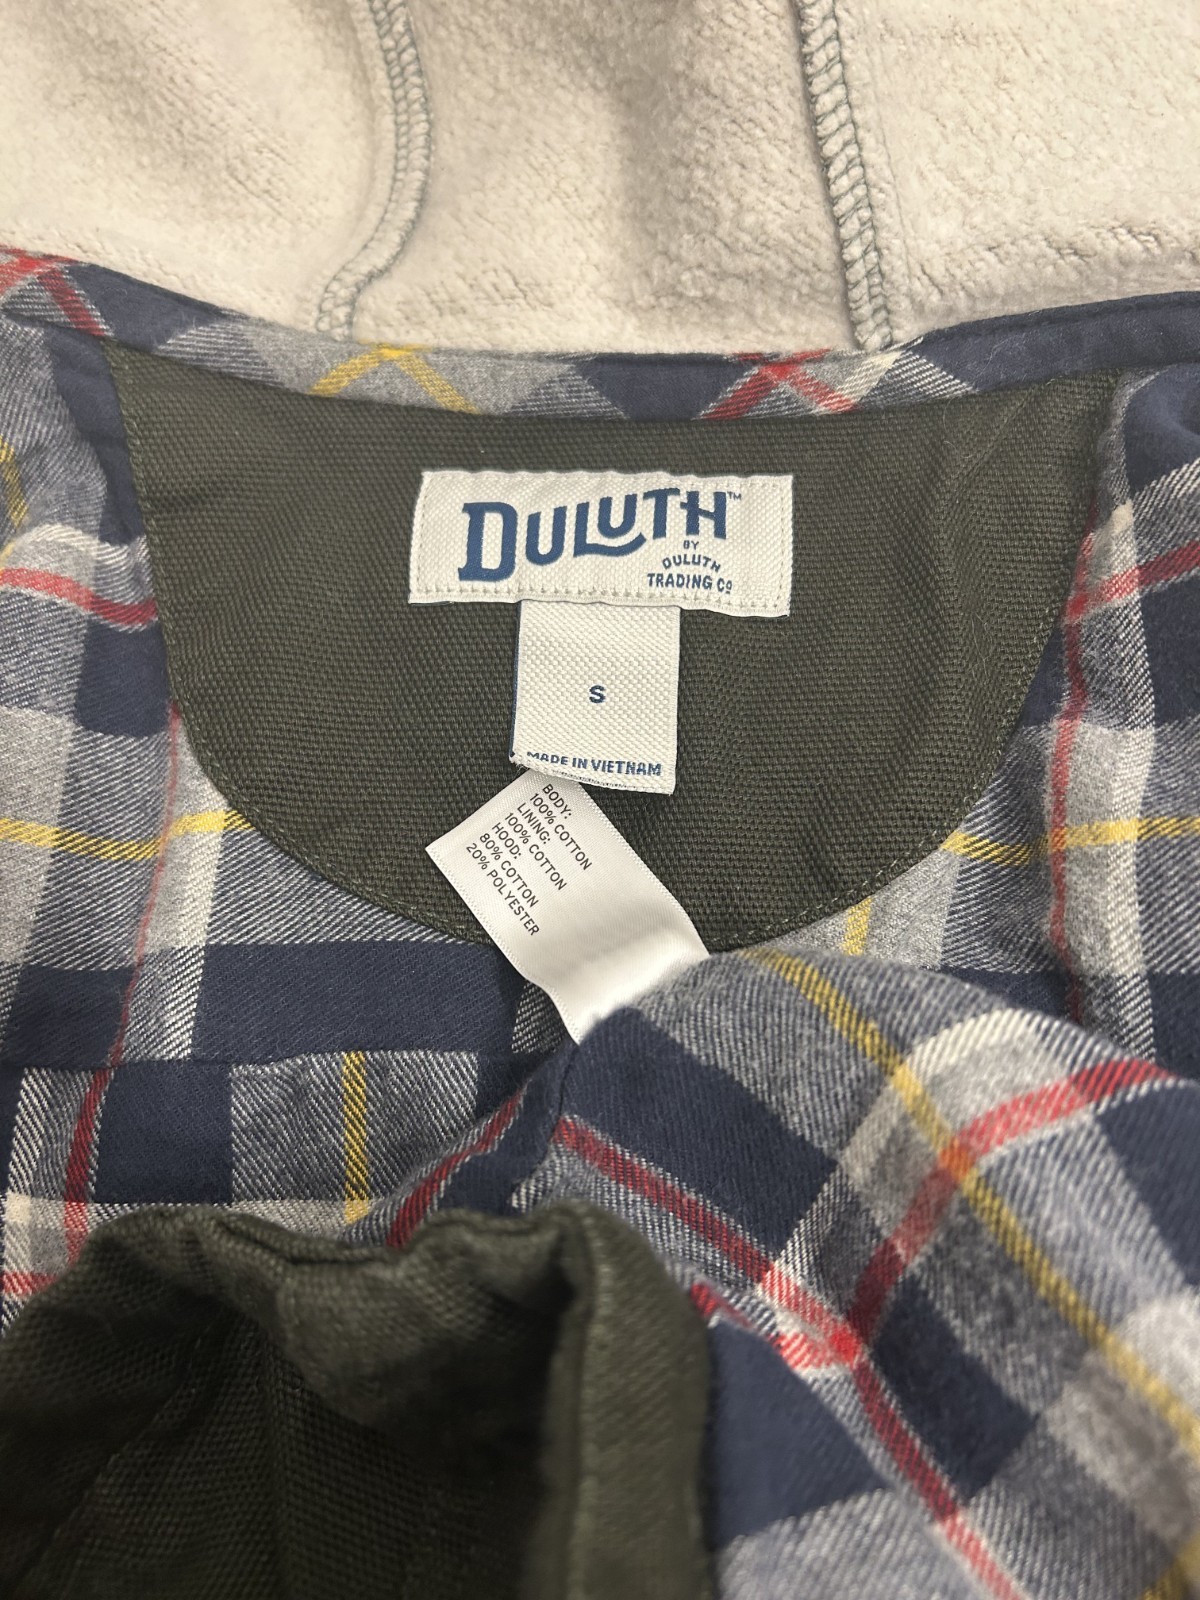 DULUTH™
BY
DULUTH
TRADING Co
S
MADE IN VIETNAM
BODY:
100% COTTON
LINING:
100% COTTON
HOOD:
80% COTTON
20% POLYESTER